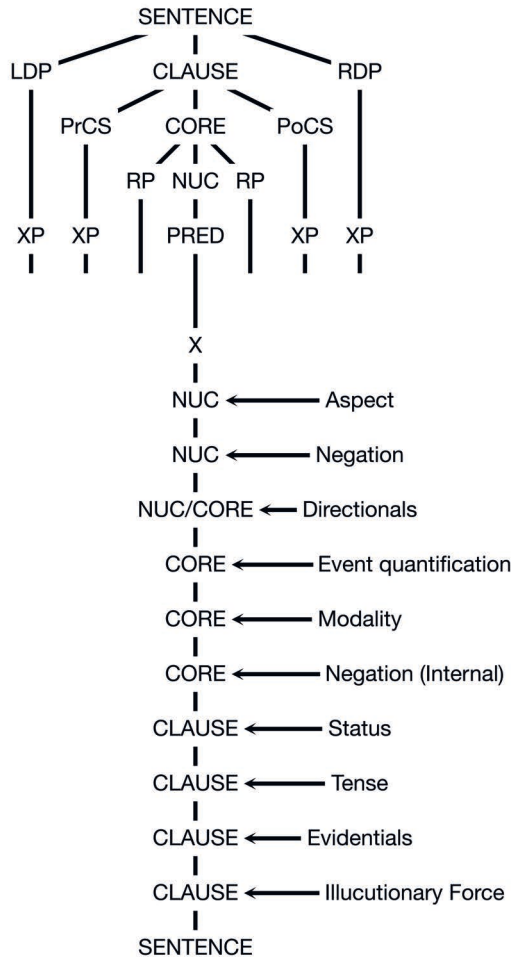 SENTENCE
LDP CLAUSE RDP
PrCS CORE PoCS
RP NUC RP
XP XP PRED XP XP
X
NUC Aspect
NUC Negation
NUC/CORE Directionals
CORE Event quantification
CORE Modality
CORE Negation (Internal)
CLAUSE Status
CLAUSE Tense
CLAUSE Evidentials
CLAUSE Illucutionary Force
SENTENCE